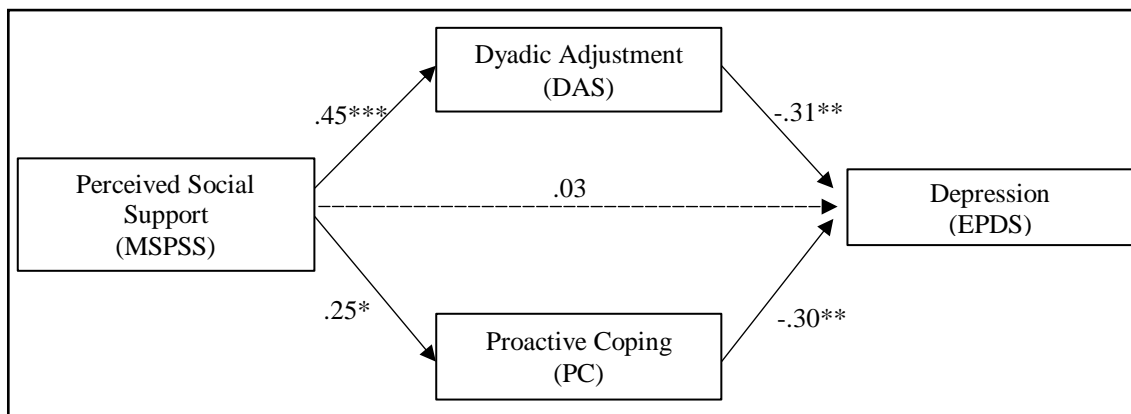 Dyadic Adjustment
(DAS)
.45***
-.31**
Perceived Social
Support
(MSPSS)
.03
Depression
(EPDS)
.25*
-.30**
Proactive Coping
(PC)